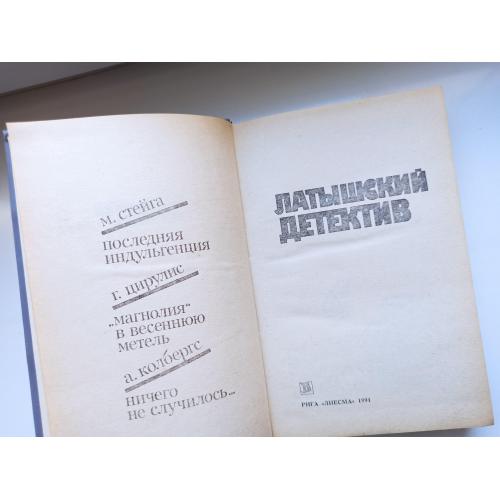 М. СТЕЙГА
ПОСЛЕДНЯЯ
ИНДУЛЬГЕНЦИЯ
Г. ЦИРУЛИС
„МАГНОЛИЯ“
В ВЕСЕННЮЮ
МЕТЕЛЬ
А. КОЛБЕРГС
НИЧЕГО
НЕ СЛУЧИЛОСЬ...
ЛАТЫШСКИЙ
ДЕТЕКТИВ
РИГА «ЛИЕСМА» 1991